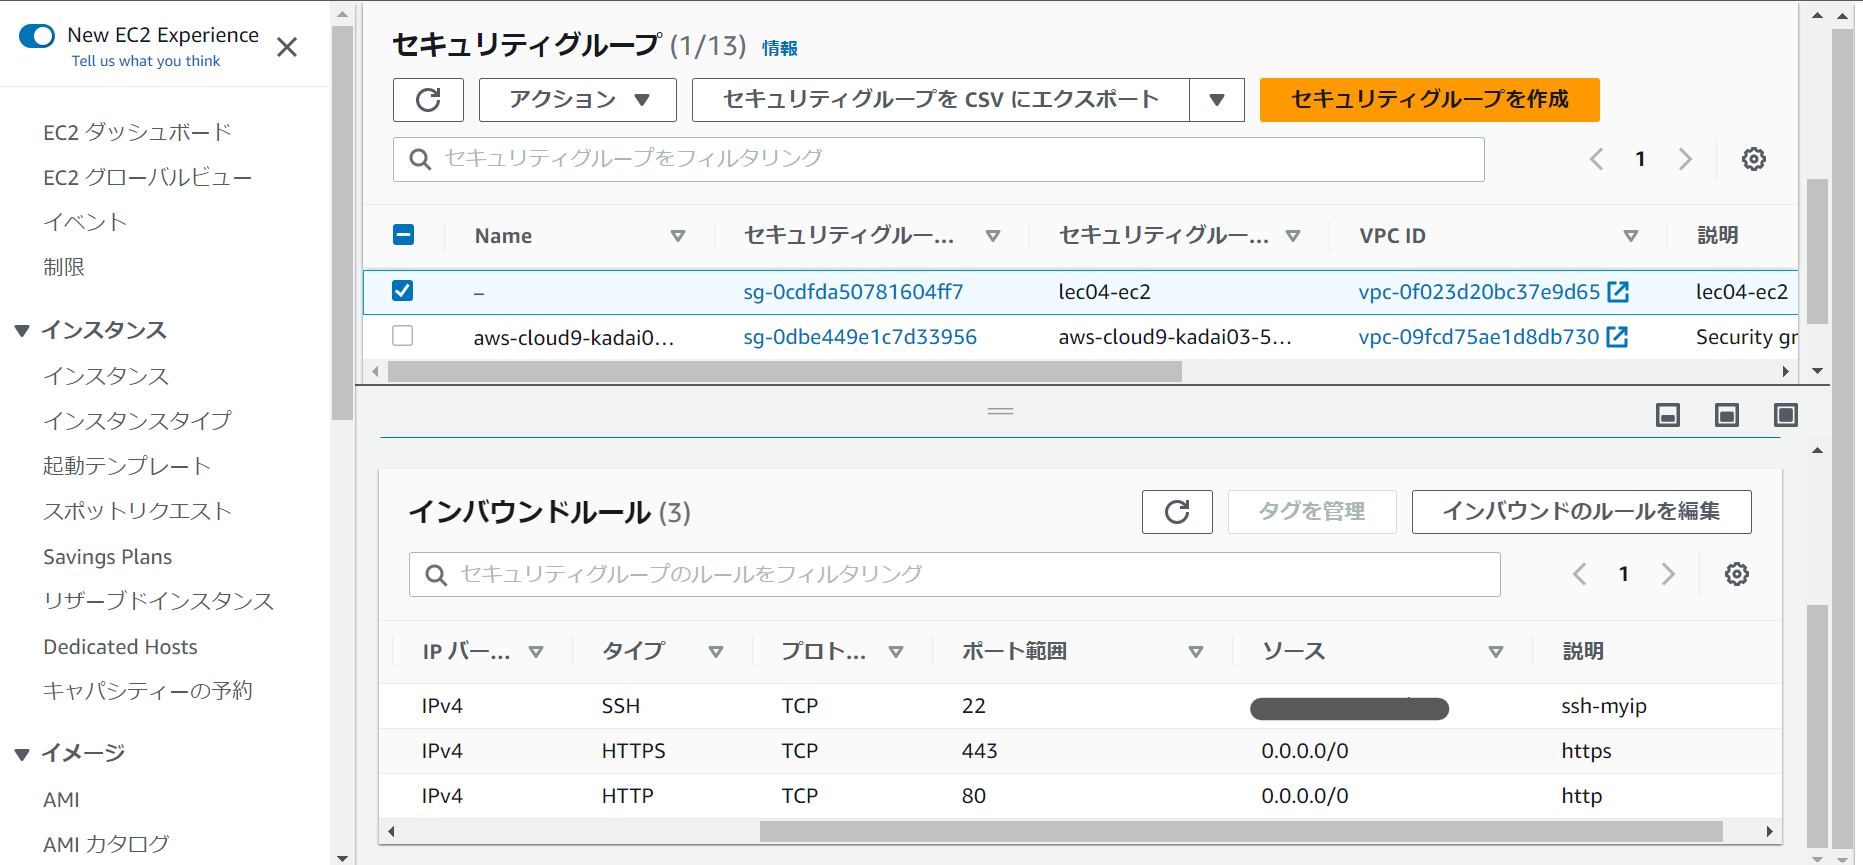 New EC2 Experience
Tell us what you think
EC2 ダッシュボード
EC2 グローバルビュー
イベント
制限
インスタンス
インスタンス
インスタンスタイプ
起動テンプレート
スポットリクエスト
Savings Plans
リザーブドインスタンス
Dedicated Hosts
キャパシティーの予約
イメージ
AMI
AMI カタログ
セキュリティグループ (1/13) 情報
アクション セキュリティグループを CSV にエクスポート セキュリティグループを作成
セキュリティグループをフィルタリング 1
Name セキュリティグルー... セキュリティグルー... VPC ID 説明
– sg-0cdfda50781604ff7 lec04-ec2 vpc-0f023d20bc37e9d65 lec04-ec2
aws-cloud9-kadai0... sg-0dbe449e1c7d33956 aws-cloud9-kadai03-5... vpc-09fcd75ae1d8db730 Security gr
インバウンドルール (3) タグを管理 インバウンドのルールを編集
セキュリティグループのルールをフィルタリング 1
IP バー... タイプ プロト... ポート範囲 ソース 説明
IPv4 SSH TCP 22 ssh-myip
IPv4 HTTPS TCP 443 0.0.0.0/0 https
IPv4 HTTP TCP 80 0.0.0.0/0 http